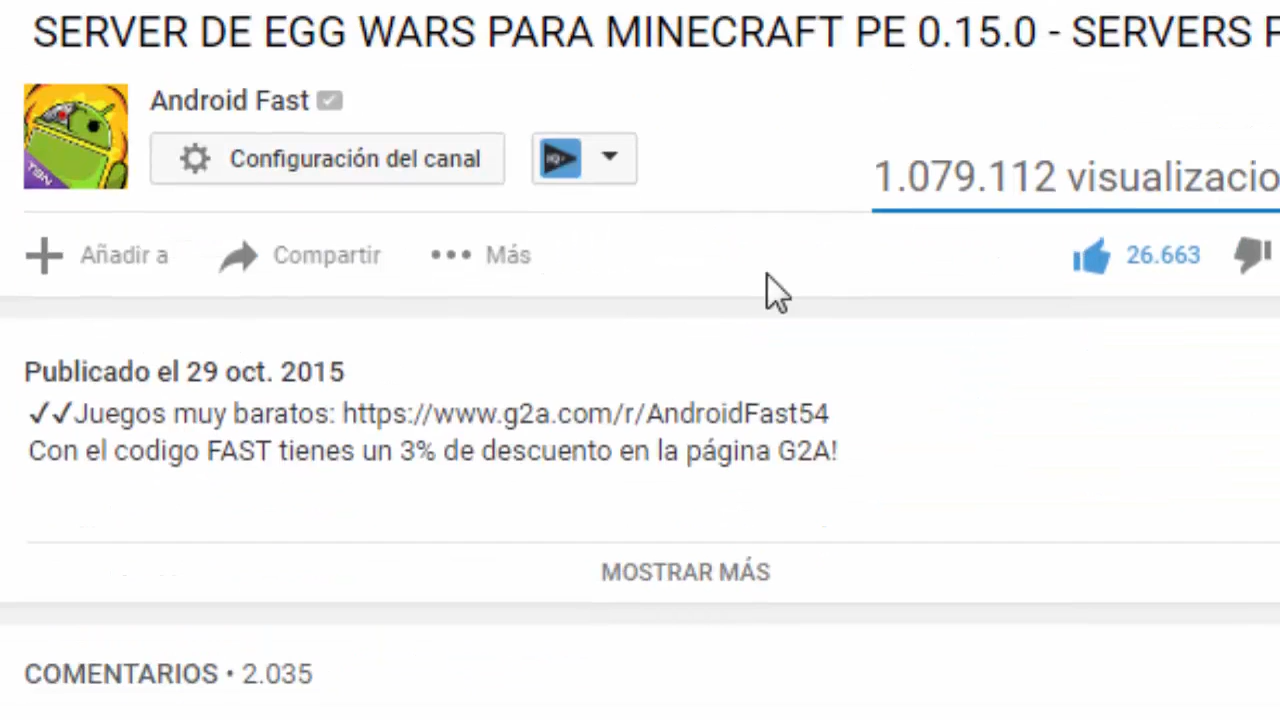 SERVER DE EGG WARS PARA MINECRAFT PE 0.15.0 - SERVERS P
Android Fast
TGN
Configuración del canal
HQ+
1.079.112 visualizacio
Añadir a
Compartir
Más
26.663
Publicado el 29 oct. 2015
✓✓Juegos muy baratos: https://www.g2a.com/r/AndroidFast54
Con el codigo FAST tienes un 3% de descuento en la página G2A!
MOSTRAR MÁS
COMENTARIOS • 2.035